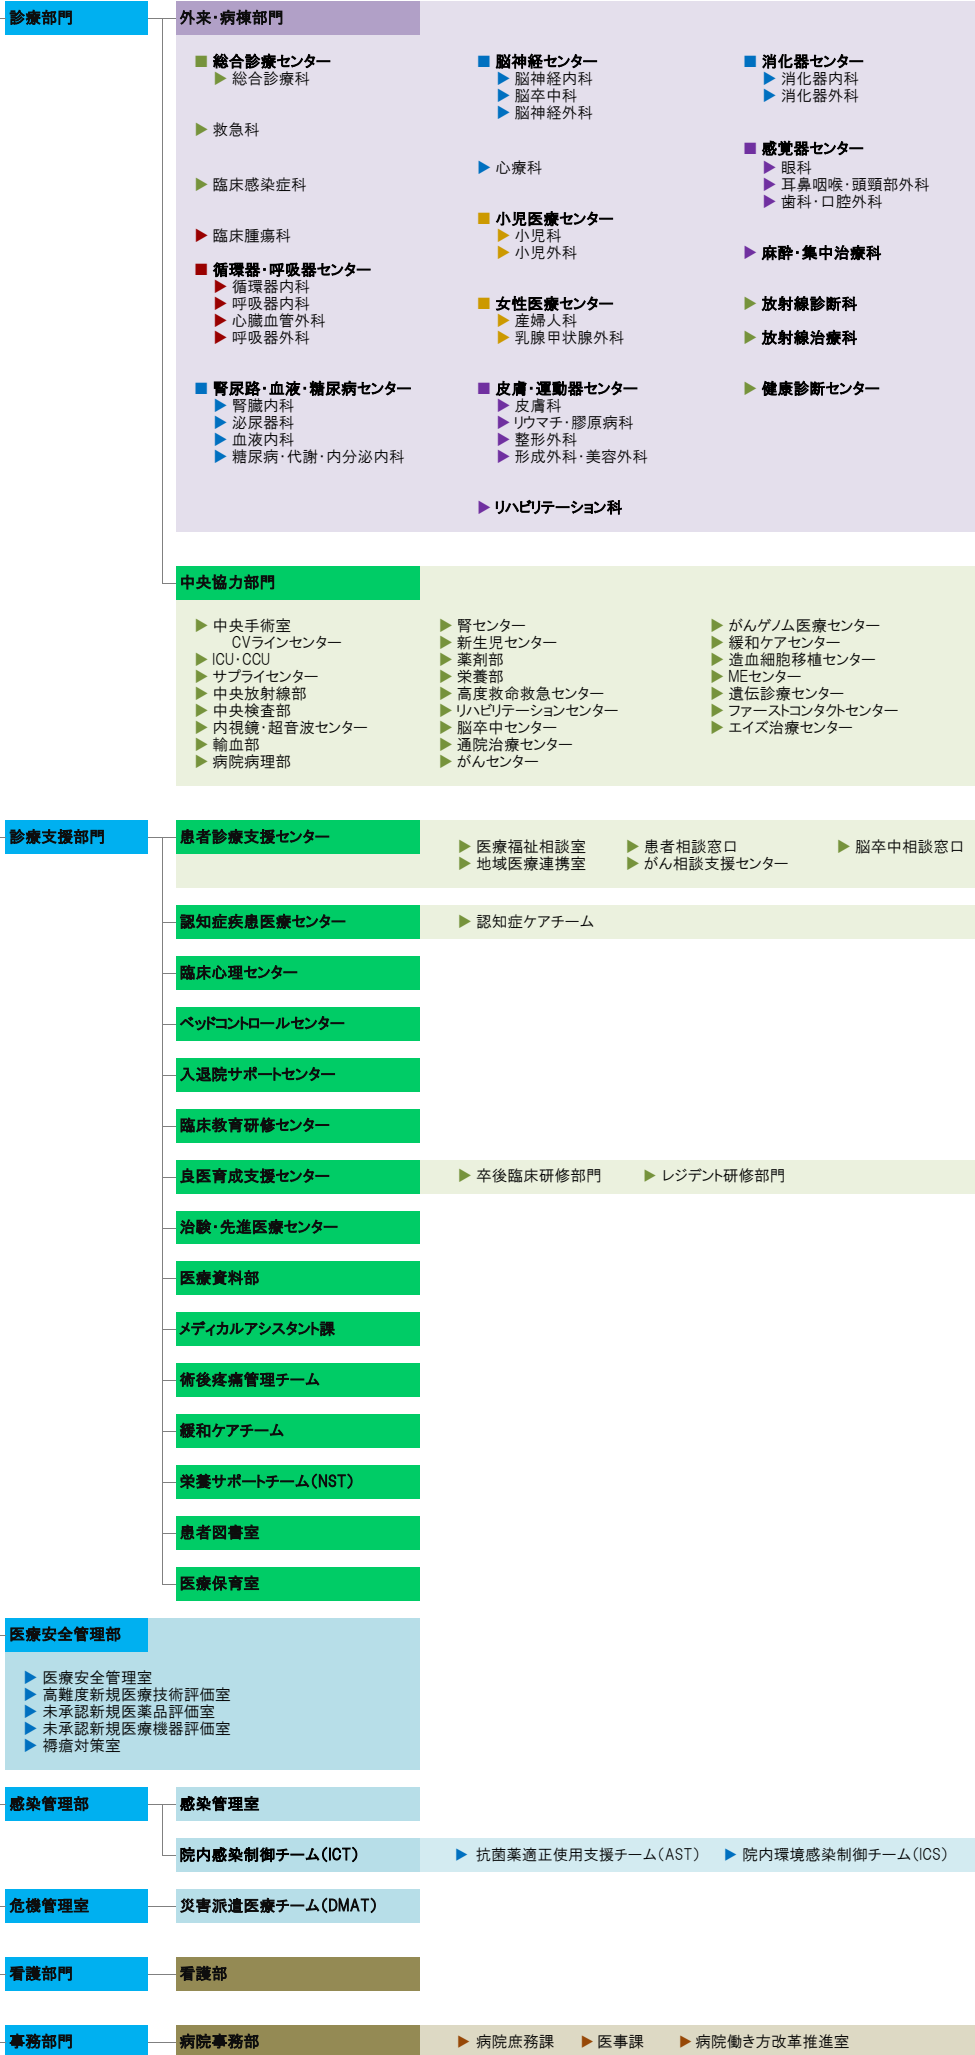 診療部門
外来・病棟部門
■ 総合診療センター
▶ 総合診療科
▶ 救急科
▶ 臨床感染症科
▶ 臨床腫瘍科
■ 循環器・呼吸器センター
▶ 循環器内科
▶ 呼吸器内科
▶ 心臓血管外科
▶ 呼吸器外科
■ 腎尿路・血液・糖尿病センター
▶ 腎臓内科
▶ 泌尿器科
▶ 血液内科
▶ 糖尿病・代謝・内分泌内科
■ 脳神経センター
▶ 脳神経内科
▶ 脳卒中科
▶ 脳神経外科
▶ 心療科
■ 小児医療センター
▶ 小児科
▶ 小児外科
■ 女性医療センター
▶ 産婦人科
▶ 乳腺甲状腺外科
■ 皮膚・運動器センター
▶ 皮膚科
▶ リウマチ・膠原病科
▶ 整形外科
▶ 形成外科・美容外科
▶ リハビリテーション科
■ 消化器センター
▶ 消化器内科
▶ 消化器外科
■ 感覚器センター
▶ 眼科
▶ 耳鼻咽喉・頭頸部外科
▶ 歯科・口腔外科
▶ 麻酔・集中治療科
▶ 放射線診断科
▶ 放射線治療科
▶ 健康診断センター
中央協力部門
▶ 中央手術室
CVラインセンター
▶ ICU・CCU
▶ サプライセンター
▶ 中央放射線部
▶ 中央検査部
▶ 内視鏡・超音波センター
▶ 輸血部
▶ 病院病理部
▶ 腎センター
▶ 新生児センター
▶ 薬剤部
▶ 栄養部
▶ 高度救命救急センター
▶ リハビリテーションセンター
▶ 脳卒中センター
▶ 通院治療センター
▶ がんセンター
▶ がんゲノム医療センター
▶ 緩和ケアセンター
▶ 造血細胞移植センター
▶ MEセンター
▶ 遺伝診療センター
▶ ファーストコンタクトセンター
▶ エイズ治療センター
診療支援部門
患者診療支援センター
▶ 医療福祉相談室 ▶ 患者相談窓口 ▶ 脳卒中相談窓口
▶ 地域医療連携室 ▶ がん相談支援センター
認知症疾患医療センター ▶ 認知症ケアチーム
臨床心理センター
ベッドコントロールセンター
入退院サポートセンター
臨床教育研修センター
良医育成支援センター ▶ 卒後臨床研修部門 ▶ レジデント研修部門
治験・先進医療センター
医療資料部
メディカルアシスタント課
術後疼痛管理チーム
緩和ケアチーム
栄養サポートチーム(NST)
患者図書室
医療保育室
医療安全管理部
▶ 医療安全管理室
▶ 高難度新規医療技術評価室
▶ 未承認新規医薬品評価室
▶ 未承認新規医療機器評価室
▶ 褥瘡対策室
感染管理部 感染管理室
院内感染制御チーム(ICT) ▶ 抗菌薬適正使用支援チーム(AST) ▶ 院内環境感染制御チーム(ICS)
危機管理室 災害派遣医療チーム(DMAT)
看護部門 看護部
事務部門 病院事務部 ▶ 病院庶務課 ▶ 医事課 ▶ 病院働き方改革推進室